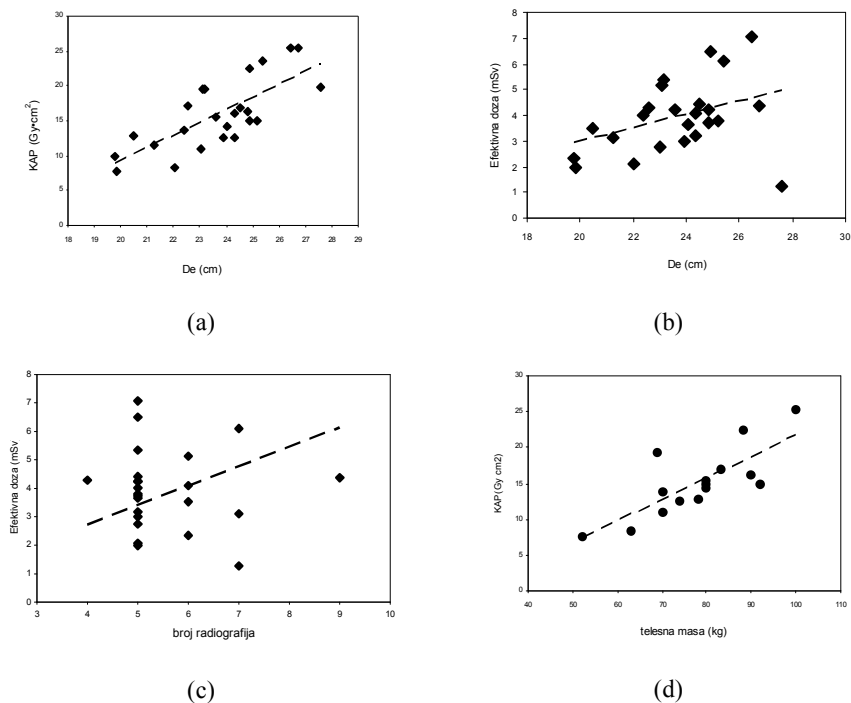 30
25
20
15
10
5
0
KAP (Gy•cm²)
18 19 20 21 22 23 24 25 26 27 28 29
De (cm)
(a)
8
7
6
5
4
3
2
1
0
Efektivna doza (mSv)
18 20 22 24 26 28 30
De (cm)
(b)
8
7
6
5
4
3
2
1
0
Efektivna doza (mSv
3 4 5 6 7 8 9 10
broj radiografija
(c)
30
25
20
15
10
5
0
KAP(Gy cm2)
40 50 60 70 80 90 100 110
telesna masa (kg)
(d)